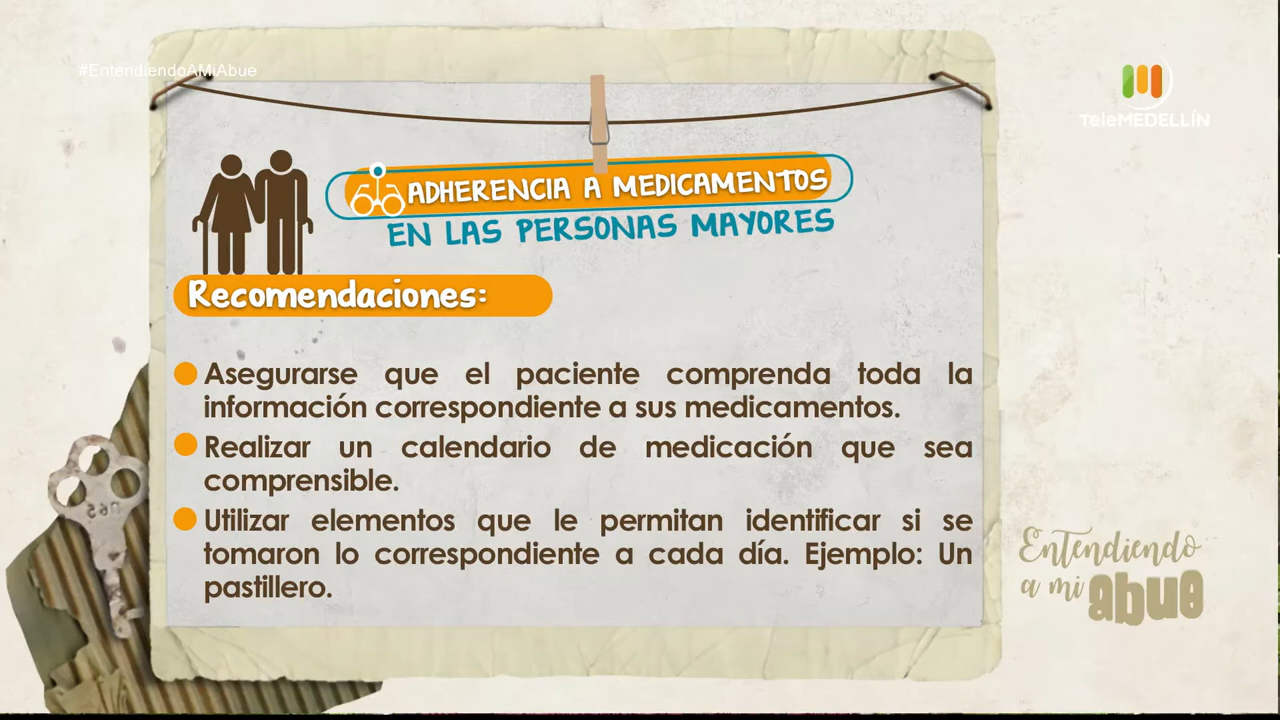 #EntendiendoAMiAbue
TeleMEDELLÍN
ADHERENCIA A MEDICAMENTOS
EN LAS PERSONAS MAYORES
Recomendaciones:
Asegurarse que el paciente comprenda toda la
información correspondiente a sus medicamentos.
Realizar un calendario de medicación que sea
comprensible.
Utilizar elementos que le permitan identificar si se
tomaron lo correspondiente a cada día. Ejemplo: Un
pastillero.
Entendiendo
a mi abue